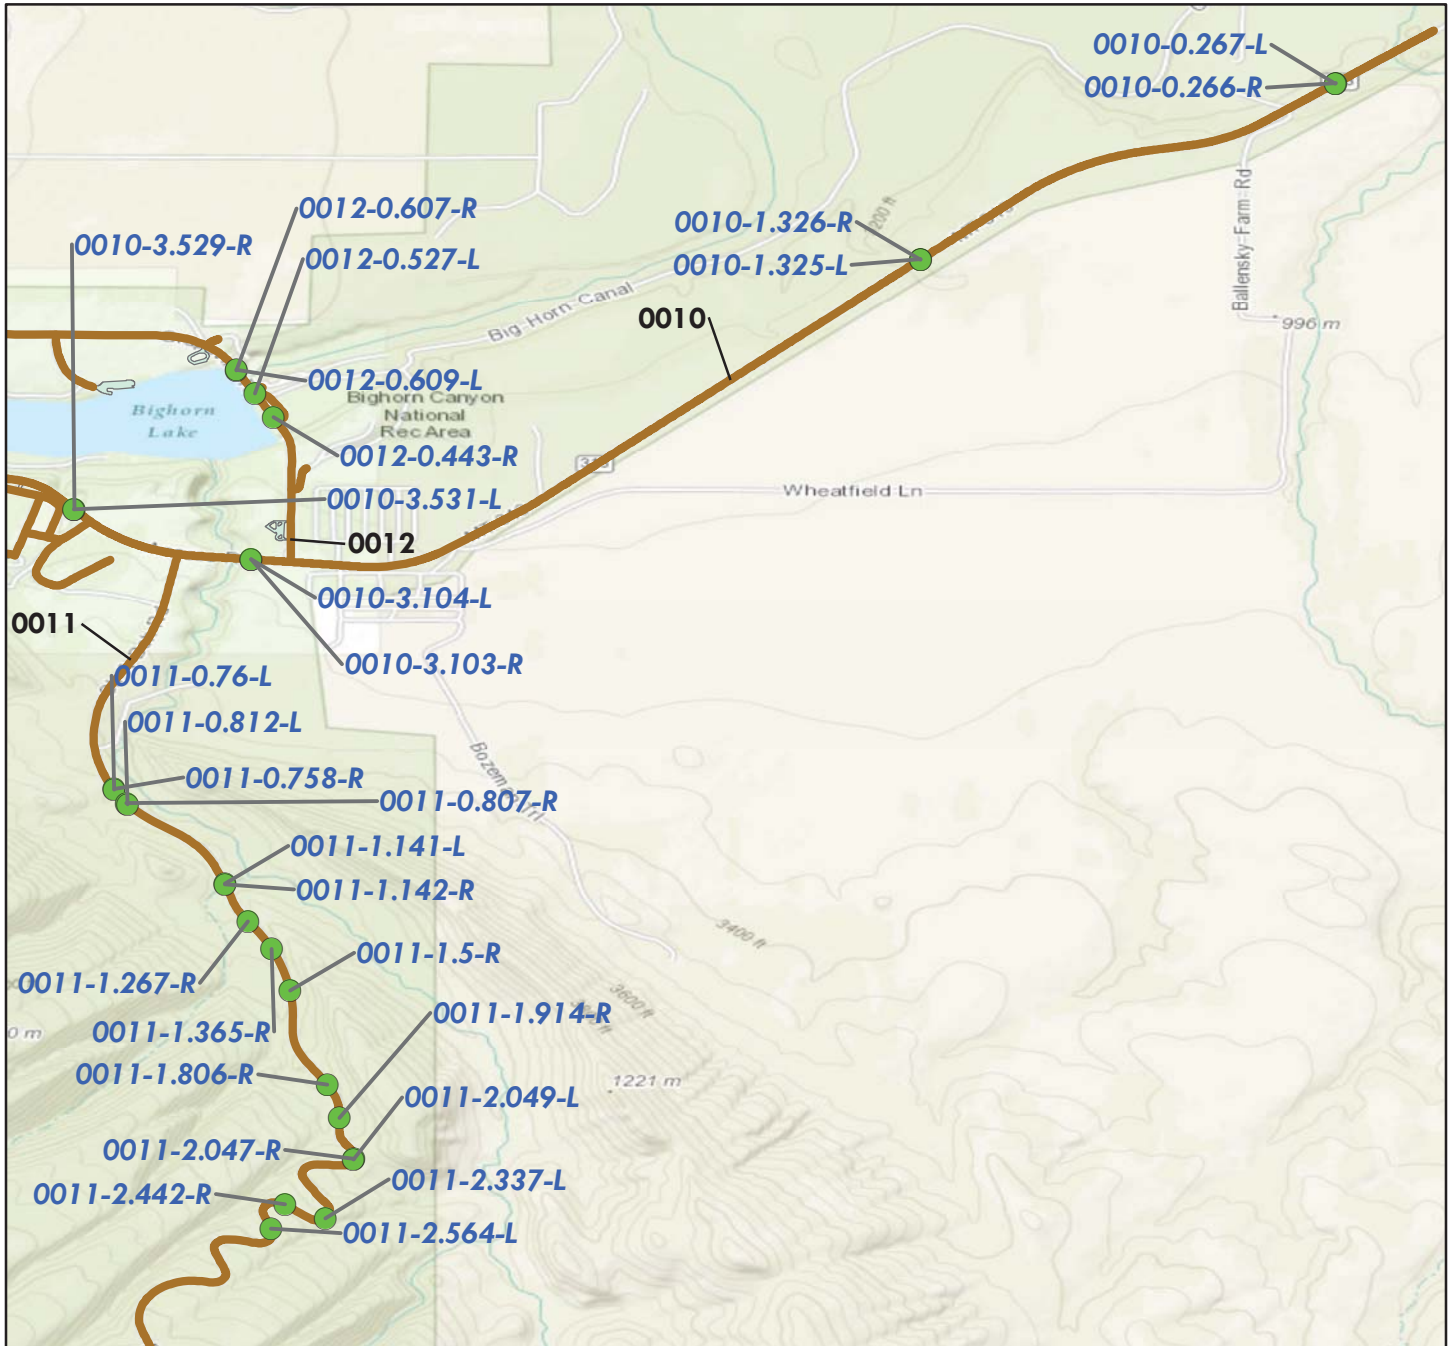 0010-0.267-L
0010-0.266-R
Ballensky Farm Rd
200 ft
0012-0.607-R
0010-1.326-R
0010-3.529-R
0012-0.527-L
0010-1.325-L
Big Horn Canal
0010
996 m
0012-0.609-L
Bighorn Canyon
National
Rec Area
Bighorn
Lake
0012-0.443-R
Wheatfield Ln
0010-3.531-L
0012
0010-3.104-L
0011
0010-3.103-R
0011-0.76-L
0011-0.812-L
0011-0.758-R
0011-0.807-R
Bozeman Trl
0011-1.141-L
0011-1.142-R
3400 ft
0011-1.5-R
0011-1.267-R
3600 ft
0011-1.914-R
0011-1.365-R
0 m
0011-1.806-R
1221 m
0011-2.049-L
0011-2.047-R
0011-2.337-L
0011-2.442-R
0011-2.564-L